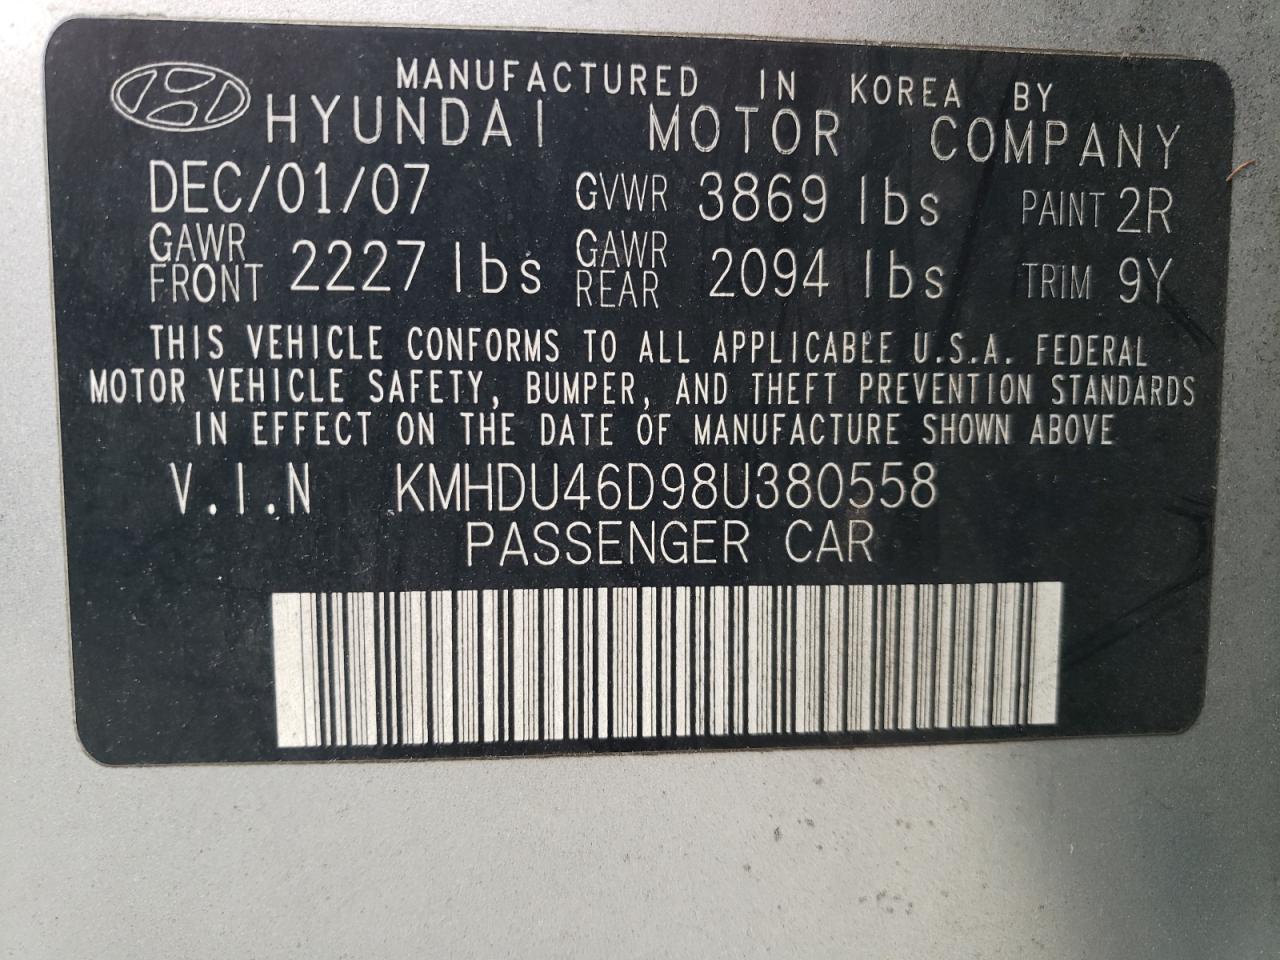 MANUFACTURED IN KOREA BY
HYUNDAI MOTOR COMPANY
DEC/01/07 GVWR 3869 lbs PAINT 2R
GAWR FRONT 2227 lbs GAWR REAR 2094 lbs TRIM 9Y
THIS VEHICLE CONFORMS TO ALL APPLICABLE U.S.A. FEDERAL
MOTOR VEHICLE SAFETY, BUMPER, AND THEFT PREVENTION STANDARDS
IN EFFECT ON THE DATE OF MANUFACTURE SHOWN ABOVE
V.I.N KMHDU46D98U380558
PASSENGER CAR